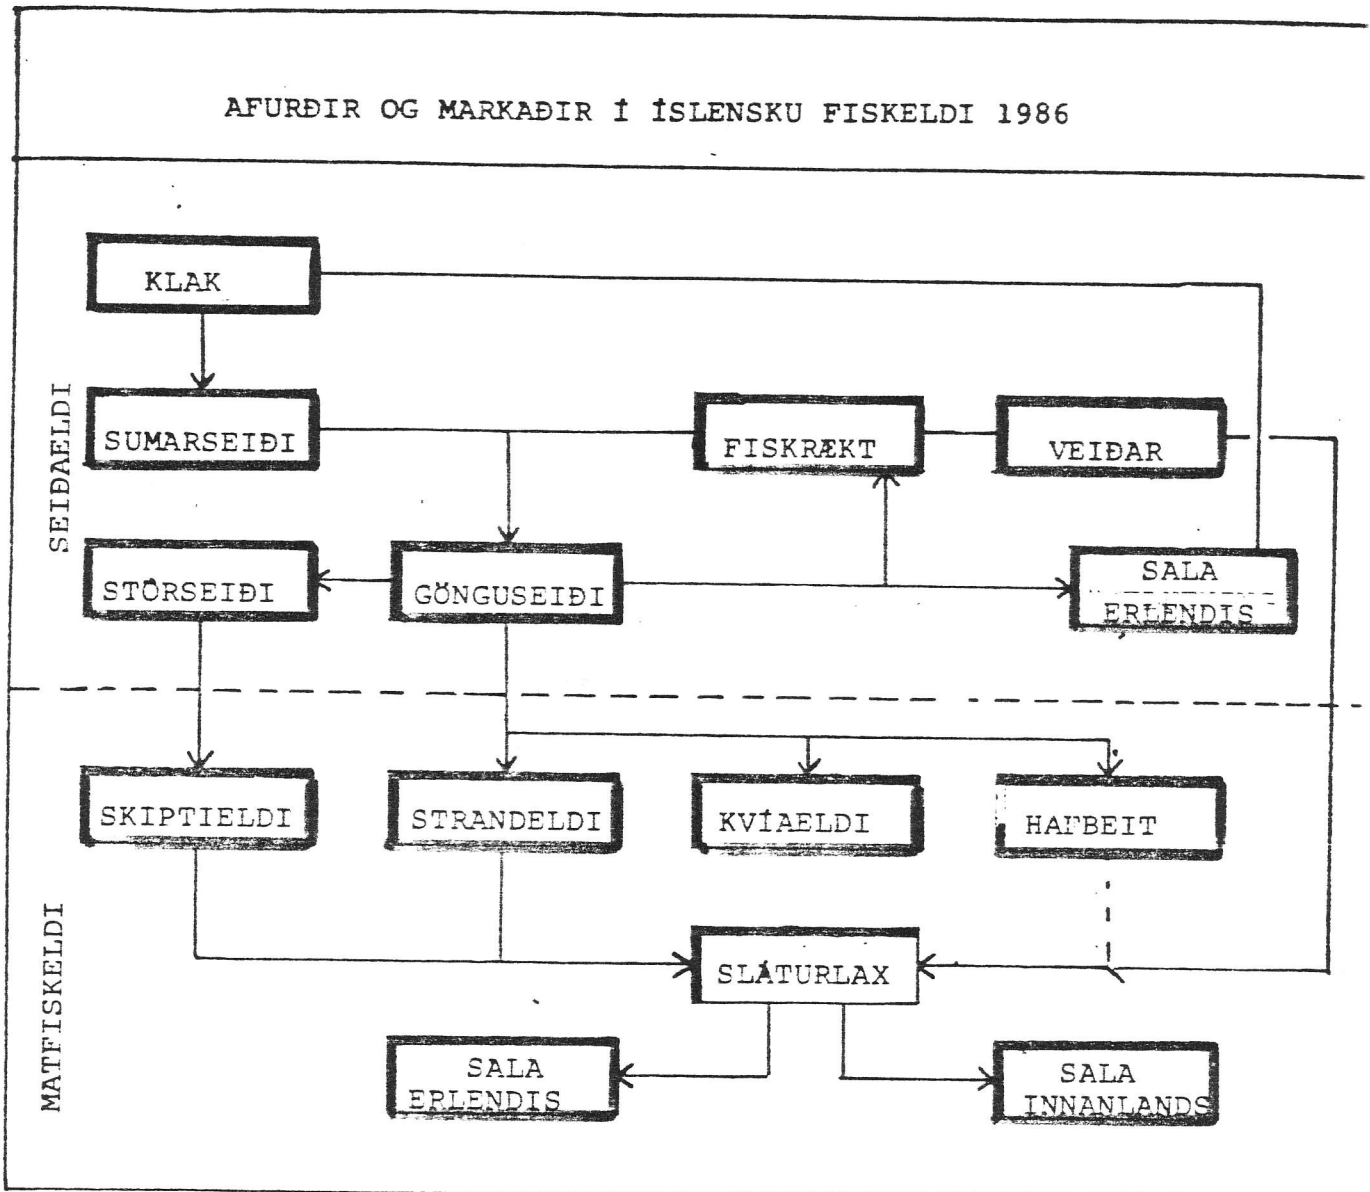 AFURÐIR OG MARKAÐIR Í ÍSLENSKU FISKELDI 1986
SEIÐAELDI
KLAK
SUMARSEIÐI
FISKRÆKT
VEIÐAR
STÓRSEIÐI
GÖNGUSEIÐI
SALA
ERLENDIS
MATFISKELDI
SKIPTIELDI
STRANDELDI
KVÍAELDI
HAFBEIT
SLÁTURLAX
SALA
ERLENDIS
SALA
INNANLANDS